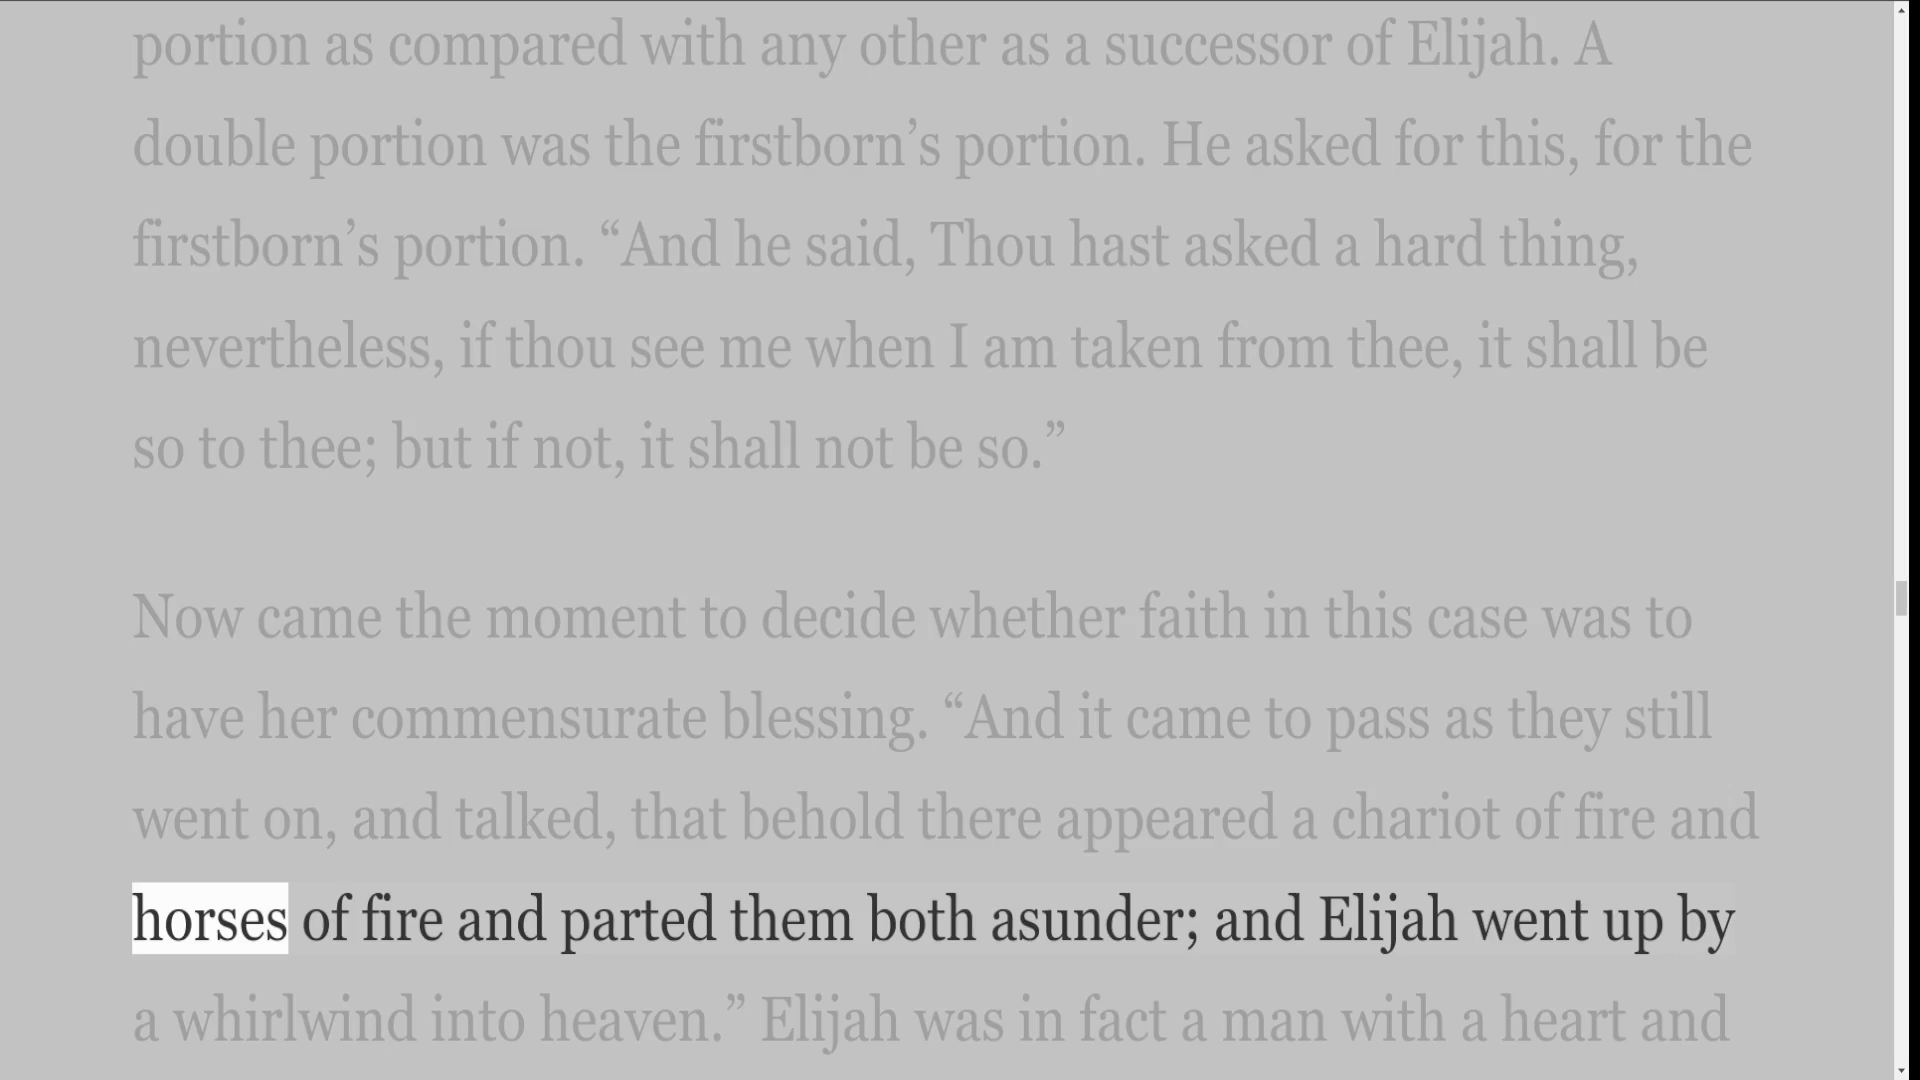 portion as compared with any other as a successor of Elijah. A
double portion was the firstborn’s portion. He asked for this, for the
firstborn’s portion. “And he said, Thou hast asked a hard thing,
nevertheless, if thou see me when I am taken from thee, it shall be
so to thee; but if not, it shall not be so.”
Now came the moment to decide whether faith in this case was to
have her commensurate blessing. “And it came to pass as they still
went on, and talked, that behold there appeared a chariot of fire and
horses of fire and parted them both asunder; and Elijah went up by
a whirlwind into heaven.” Elijah was in fact a man with a heart and